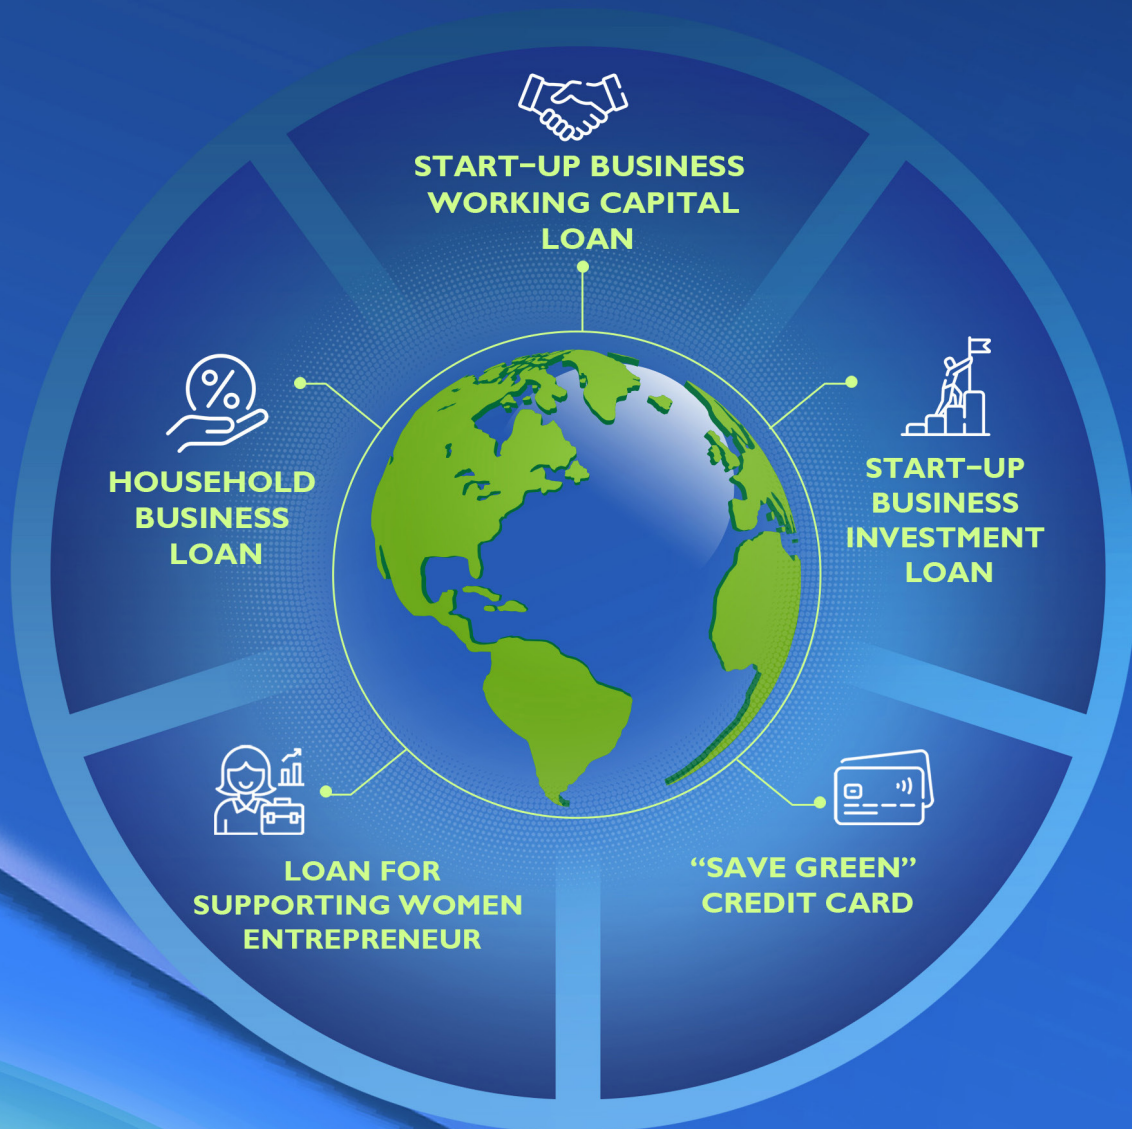 START-UP BUSINESS
WORKING CAPITAL
LOAN
HOUSEHOLD
BUSINESS
LOAN
START-UP
BUSINESS
INVESTMENT
LOAN
LOAN FOR
SUPPORTING WOMEN
ENTREPRENEUR
“SAVE GREEN”
CREDIT CARD